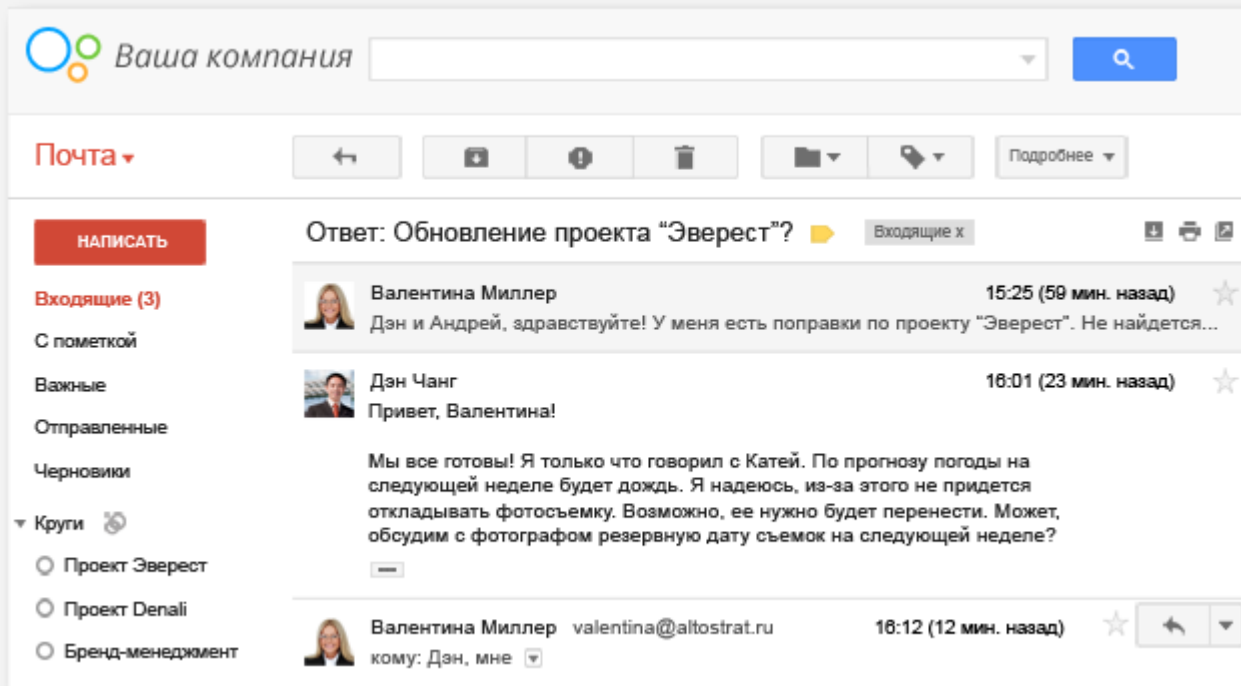 Ваша компания
Почта
Подробнее
НАПИСАТЬ
Ответ: Обновление проекта “Эверест”?
Входящие x
Входящие (3)
С пометкой
Важные
Отправленные
Черновики
Круги
Проект Эверест
Проект Denali
Бренд-менеджмент
Валентина Миллер 15:25 (59 мин. назад)
Дэн и Андрей, здравствуйте! У меня есть поправки по проекту “Эверест”. Не найдется...
Дэн Чанг 16:01 (23 мин. назад)
Привет, Валентина!
Мы все готовы! Я только что говорил с Катей. По прогнозу погоды на
следующей неделе будет дождь. Я надеюсь, из-за этого не придется
откладывать фотосъемку. Возможно, ее нужно будет перенести. Может,
обсудим с фотографом резервную дату съемок на следующей неделе?
Валентина Миллер valentina@altostrat.ru 16:12 (12 мин. назад)
кому: Дэн, мне